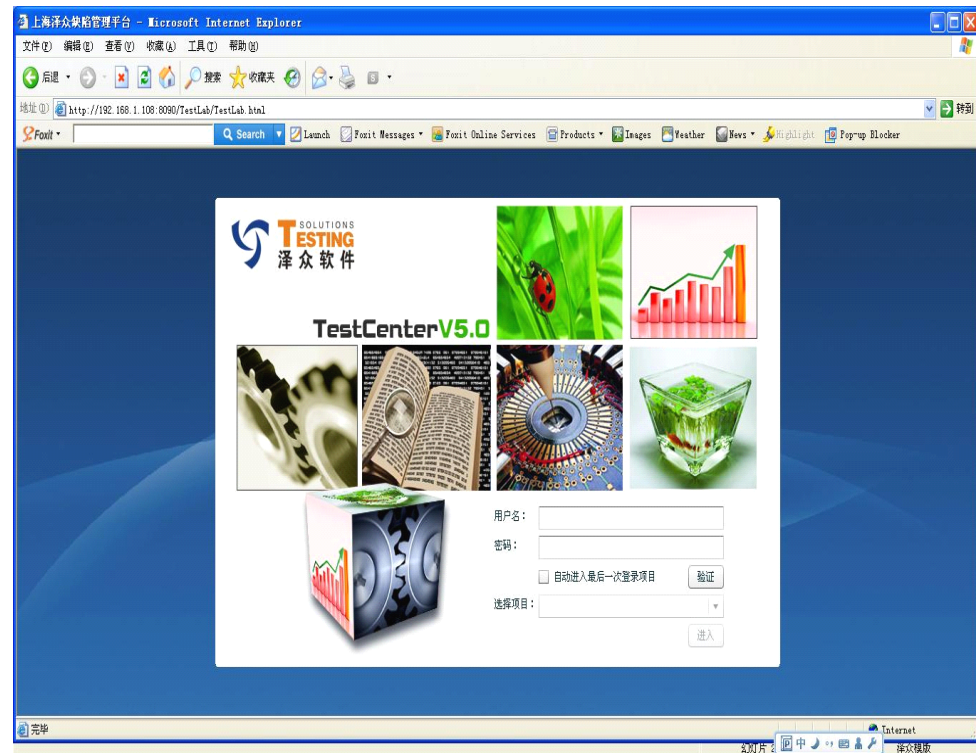 上海泽众缺陷管理平台 - Microsoft Internet Explorer
文件(F) 编辑(E) 查看(V) 收藏(A) 工具(T) 帮助(H)
后退 搜索 收藏夹
地址(D) http://192.168.1.108:8090/TestLab/TestLab.html 转到
Foxit Search Launch Foxit Messages Foxit Online Services Products Images Weather News Highlight Pop-up Blocker
SOLUTIONS
TESTING
泽众软件
TestCenterV5.0
用户名：
密码：
自动进入最后一次登录项目 验证
选择项目：
进入
完毕 Internet
幻灯片 中 泽众模版